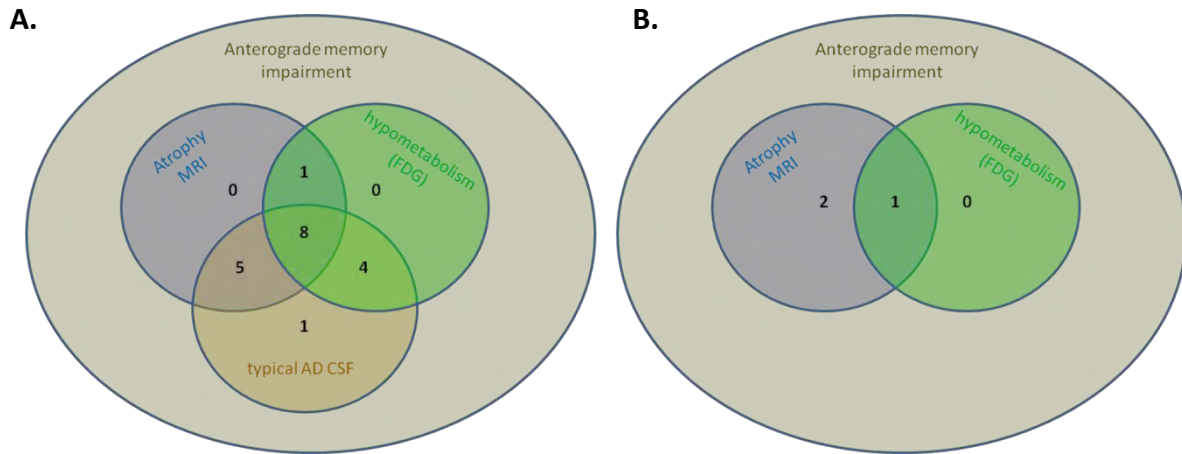 A.
Anterograde memory
impairment
Atrophy
MRI
hypometabolism
(FDG)
1
0
0
8
5
4
1
typical AD CSF
B.
Anterograde memory
impairment
Atrophy
MRI
hypometabolism
(FDG)
2
1
0